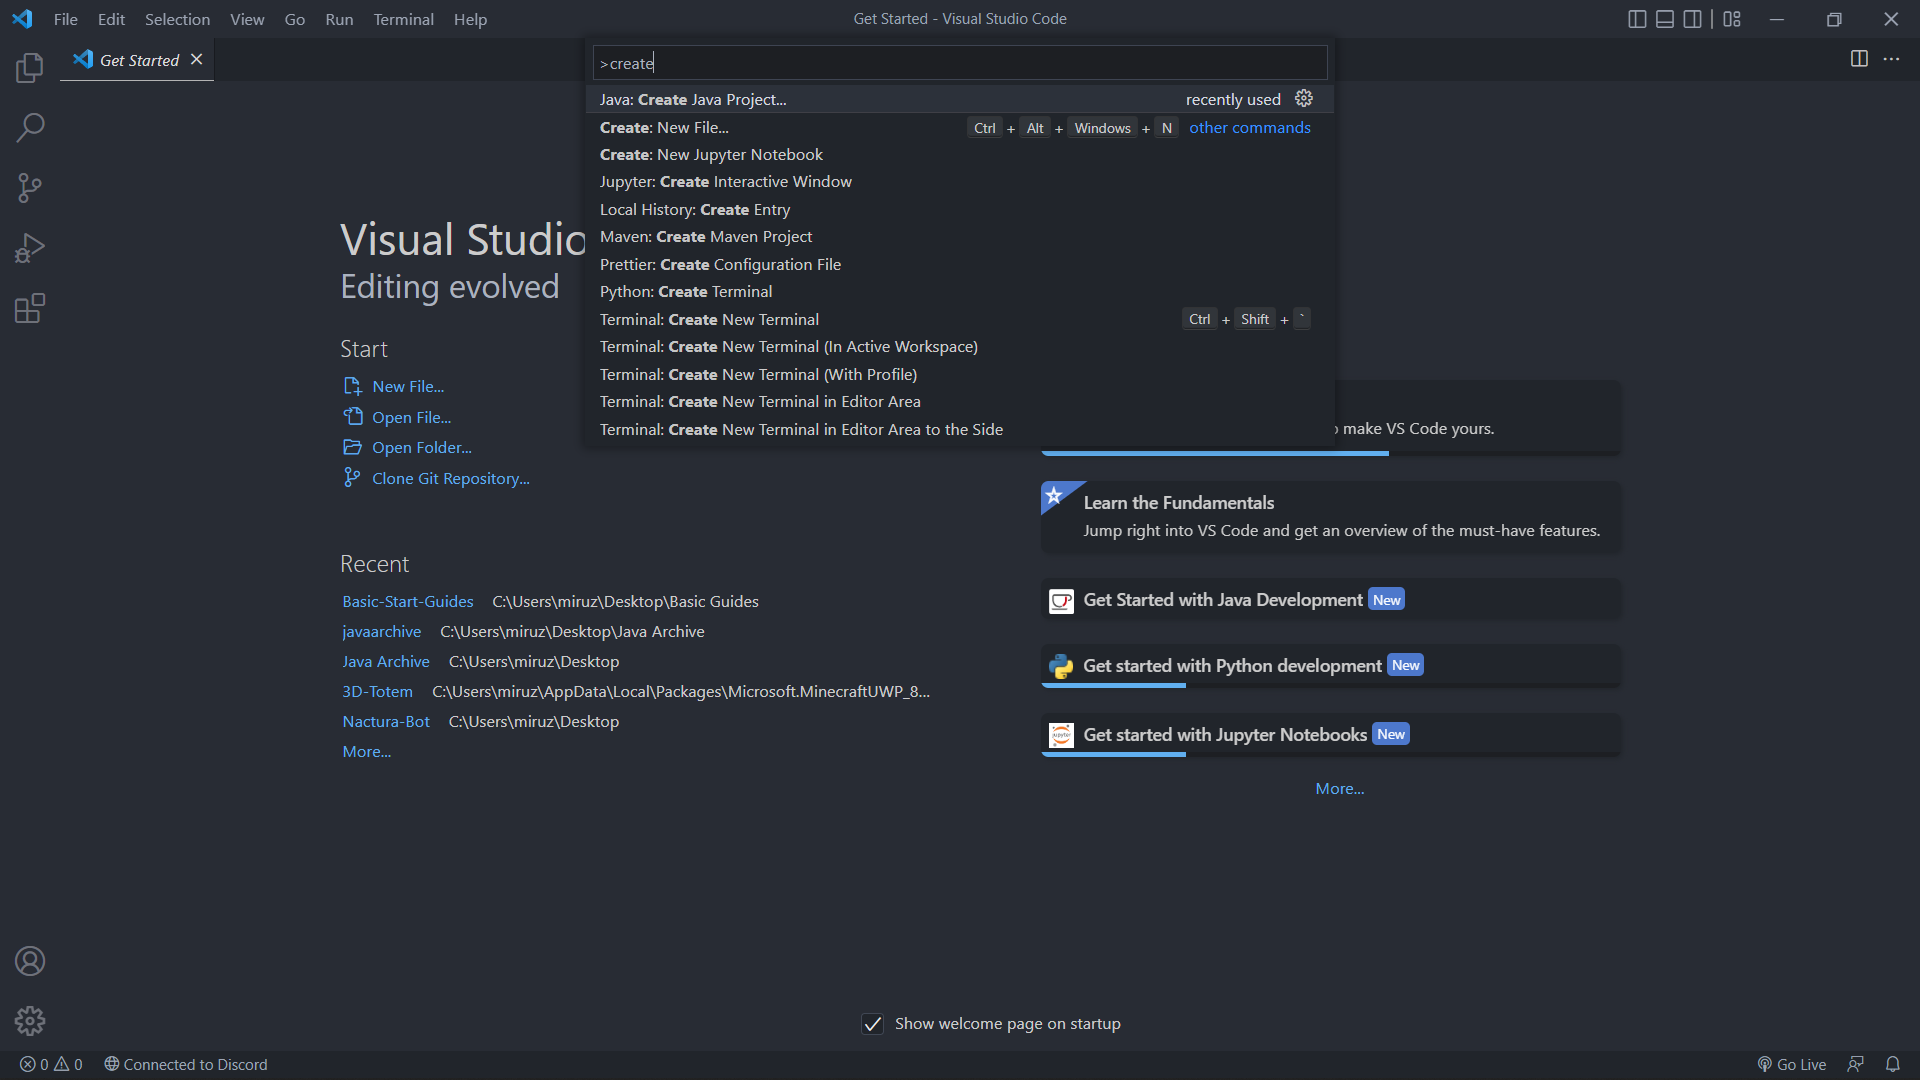 File Edit Selection View Go Run Terminal Help
Get Started - Visual Studio Code
Get Started
>create
Java: Create Java Project... recently used
Create: New File... Ctrl + Alt + Windows + N other commands
Create: New Jupyter Notebook
Jupyter: Create Interactive Window
Local History: Create Entry
Maven: Create Maven Project
Prettier: Create Configuration File
Python: Create Terminal
Terminal: Create New Terminal Ctrl + Shift + `
Terminal: Create New Terminal (In Active Workspace)
Terminal: Create New Terminal (With Profile)
Terminal: Create New Terminal in Editor Area
Terminal: Create New Terminal in Editor Area to the Side
Visual Studio
Editing evolved
Start
New File...
Open File...
Open Folder...
Clone Git Repository...
Recent
Basic-Start-Guides C:\Users\miruz\Desktop\Basic Guides
javaarchive C:\Users\miruz\Desktop\Java Archive
Java Archive C:\Users\miruz\Desktop
3D-Totem C:\Users\miruz\AppData\Local\Packages\Microsoft.MinecraftUWP_8...
Nactura-Bot C:\Users\miruz\Desktop
More...
make VS Code yours.
Learn the Fundamentals
Jump right into VS Code and get an overview of the must-have features.
Get Started with Java Development New
Get started with Python development New
jupyter
Get started with Jupyter Notebooks New
More...
Show welcome page on startup
0 0 Connected to Discord
Go Live